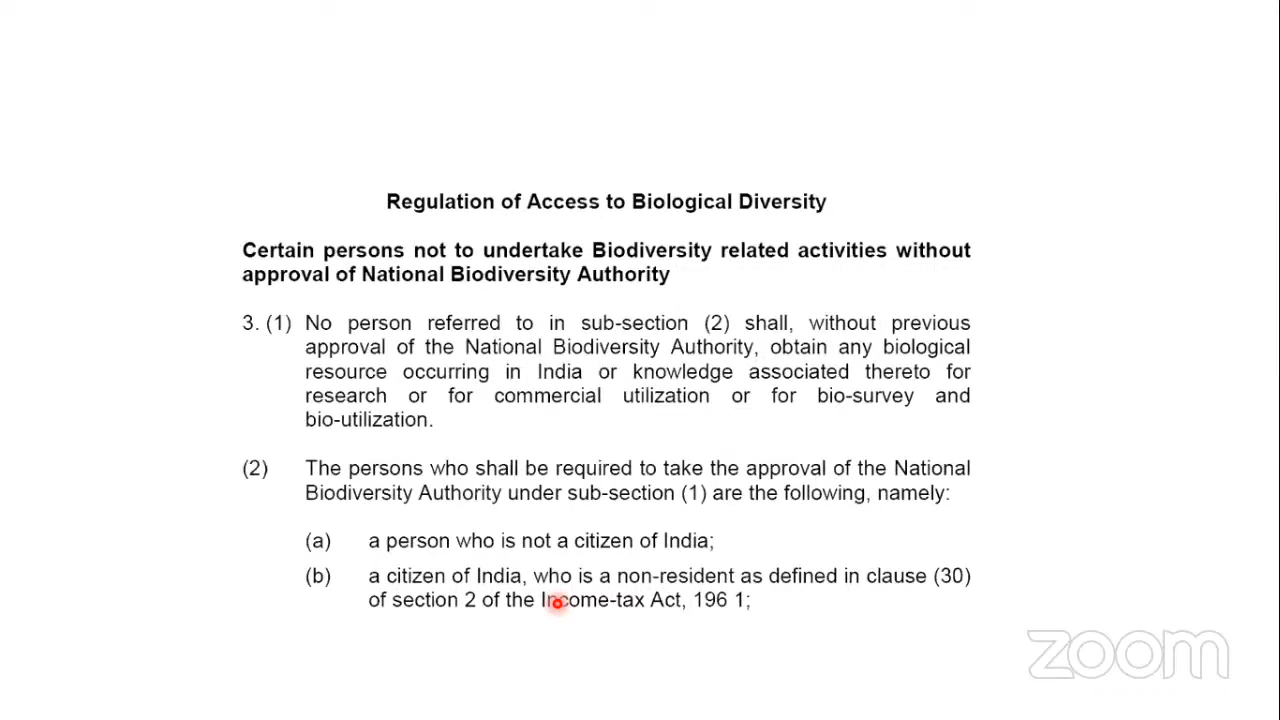 Regulation of Access to Biological Diversity
Certain persons not to undertake Biodiversity related activities without
approval of National Biodiversity Authority
3. (1) No person referred to in sub-section (2) shall, without previous
approval of the National Biodiversity Authority, obtain any biological
resource occurring in India or knowledge associated thereto for
research or for commercial utilization or for bio-survey and
bio-utilization.
(2) The persons who shall be required to take the approval of the National
Biodiversity Authority under sub-section (1) are the following, namely:
(a) a person who is not a citizen of India;
(b) a citizen of India, who is a non-resident as defined in clause (30)
of section 2 of the Income-tax Act, 196 1;
zoom